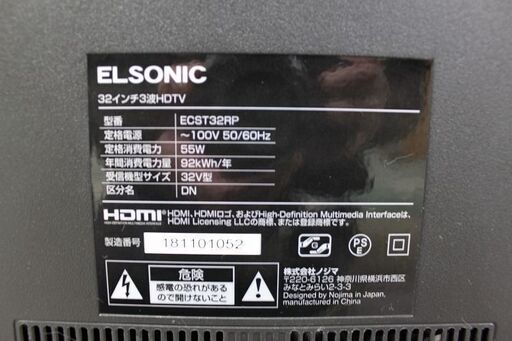 ELSONIC
32インチ3波HDTV
型番 ECST32RP
定格電源 ~100V 50/60Hz
定格消費電力 55W
年間消費電力量 92kWh/年
受信機型サイズ 32V型
区分名 DN
HDMI HDMI、HDMIロゴ、およびHigh-Definition Multimedia Interfaceは、
HDMI Licensing LLCの商標、または登録商標です。
製造番号 181101052
PS
E
危険
感電の恐れがある
ので開けないこと
株式会社ノジマ
〒220-6126 神奈川県横浜市西区
みなとみらい2-3-3
Designed by Nojima in Japan,
manufactured in China